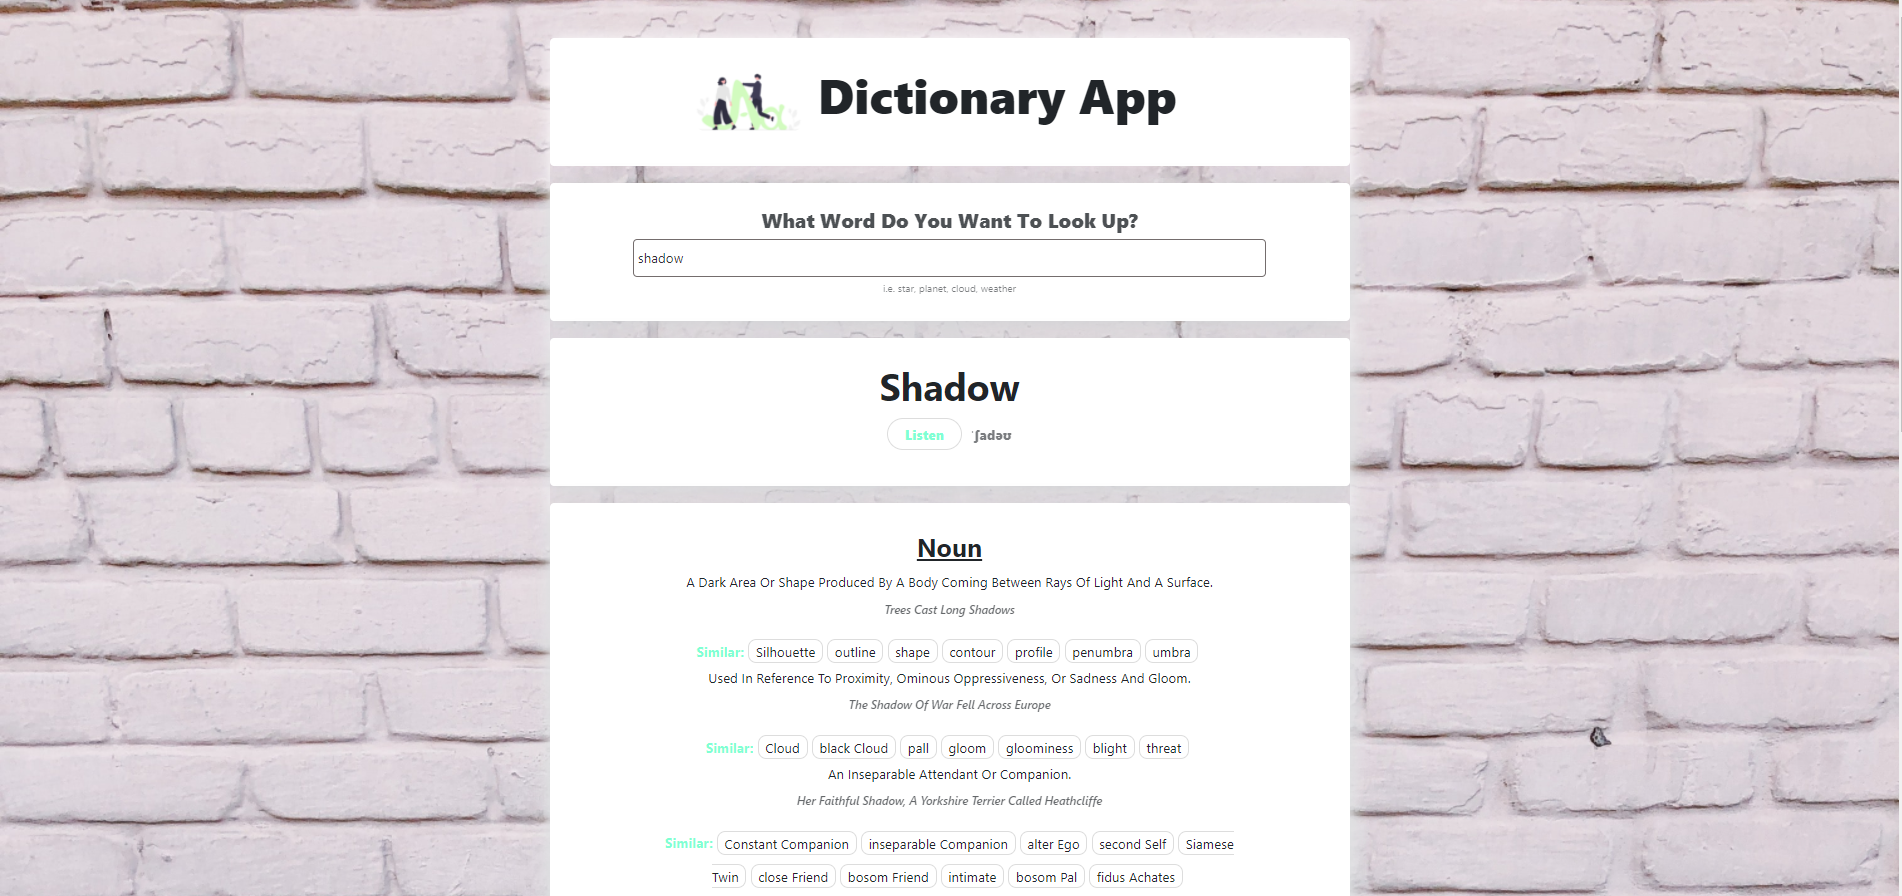 Dictionary App
What Word Do You Want To Look Up?
shadow
i.e. star, planet, cloud, weather
Shadow
Listen ˈʃadəʊ
Noun
A Dark Area Or Shape Produced By A Body Coming Between Rays Of Light And A Surface.
Trees Cast Long Shadows
Similar: Silhouette outline shape contour profile penumbra umbra
Used In Reference To Proximity, Ominous Oppressiveness, Or Sadness And Gloom.
The Shadow Of War Fell Across Europe
Similar: Cloud black Cloud pall gloom gloominess blight threat
An Inseparable Attendant Or Companion.
Her Faithful Shadow, A Yorkshire Terrier Called Heathcliffe
Similar: Constant Companion inseparable Companion alter Ego second Self Siamese
Twin close Friend bosom Friend intimate bosom Pal fidus Achates